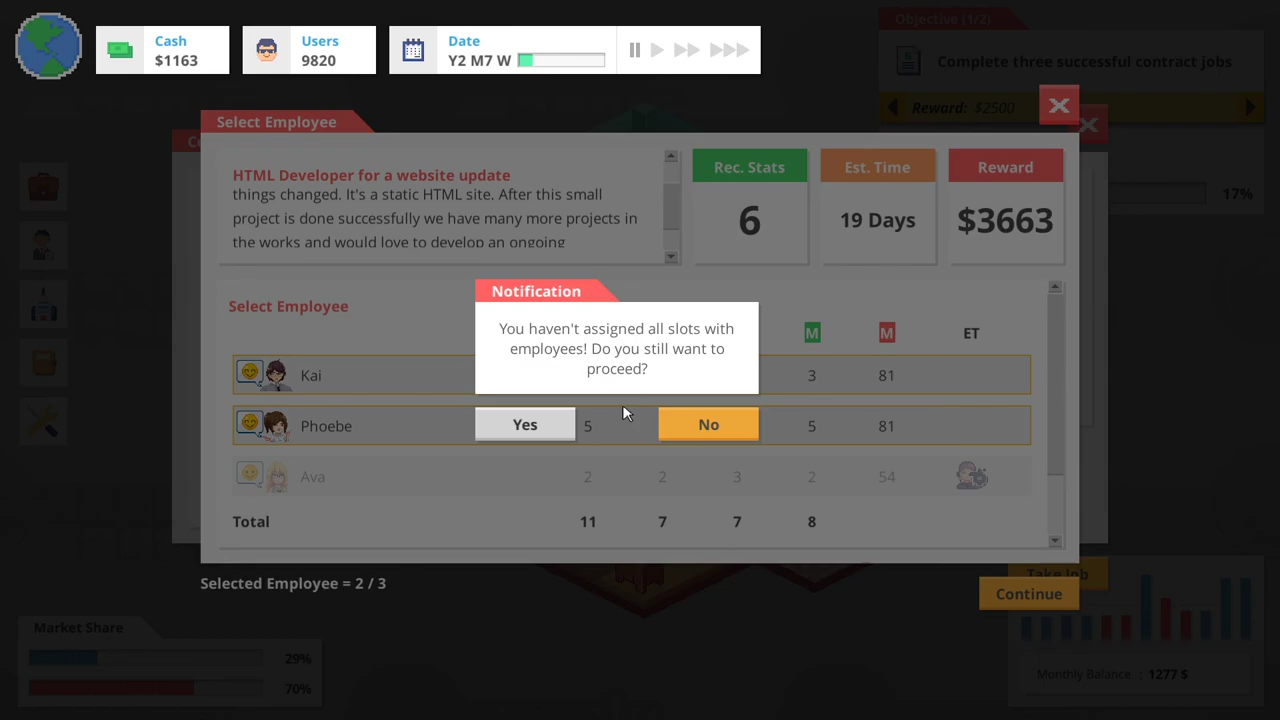 Cash
$1163
Users
9820
Date
Y2 M7 W
Objective (1/2)
Complete three successful contract jobs
Reward: $2500
17%
Select Employee
HTML Developer for a website update
things changed. It's a static HTML site. After this small
project is done successfully we have many more projects in
the works and would love to develop an ongoing
Rec. Stats
6
Est. Time
19 Days
Reward
$3663
Select Employee
M M ET
Kai 3 81
Phoebe 5 5 81
Ava 2 2 3 2 54
Total 11 7 7 8
Notification
You haven't assigned all slots with
employees! Do you still want to
proceed?
Yes
No
Selected Employee = 2 / 3
Take Job
Continue
Market Share
29%
70%
Monthly Balance : 1277 $